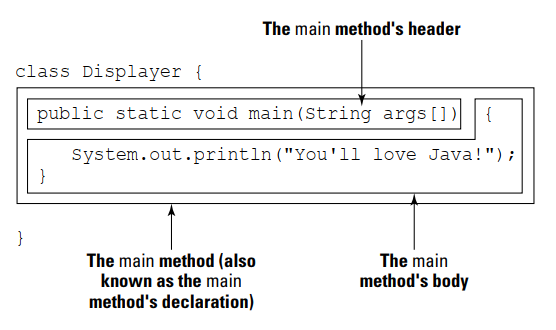 The main method's header
class Displayer {
public static void main(String args[]) {
System.out.println("You'll love Java!");
}
}
The main method (also
known as the main
method's declaration)
The main
method's body